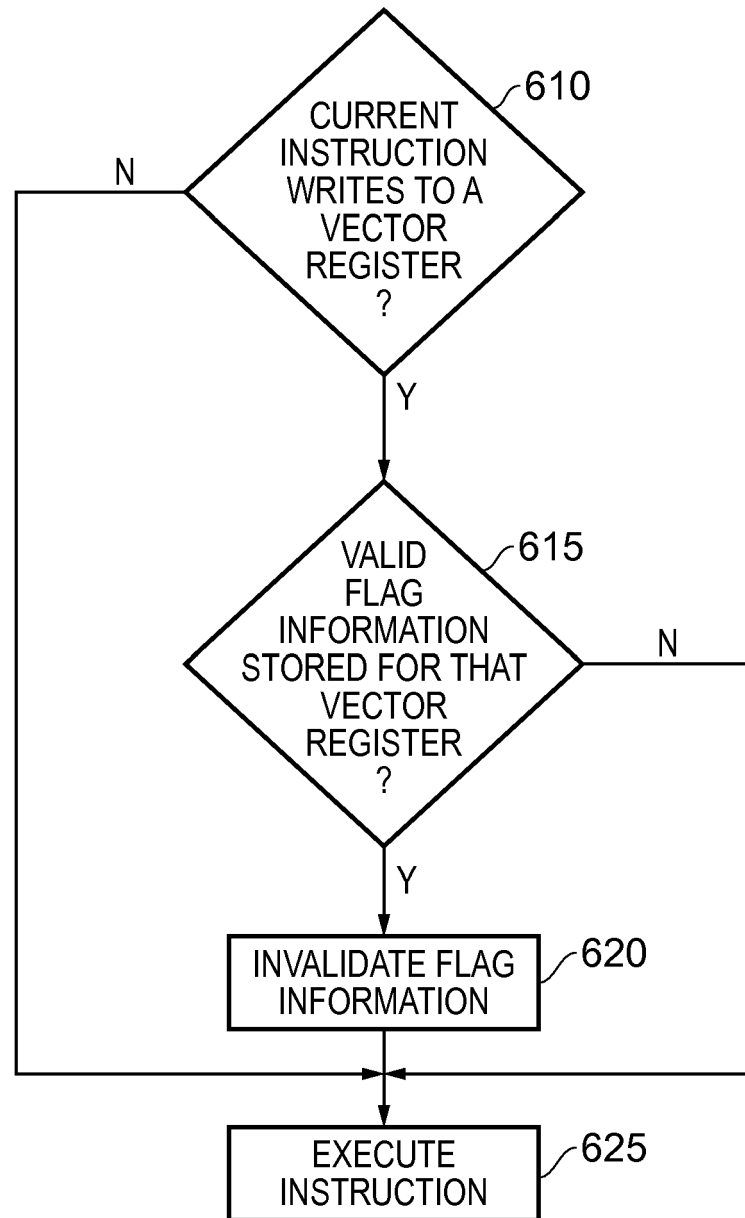 610
CURRENT
INSTRUCTION
WRITES TO A
VECTOR
REGISTER
?
N
Y
615
VALID
FLAG
INFORMATION
STORED FOR THAT
VECTOR
REGISTER
?
N
Y
INVALIDATE FLAG
INFORMATION
620
EXECUTE
INSTRUCTION
625